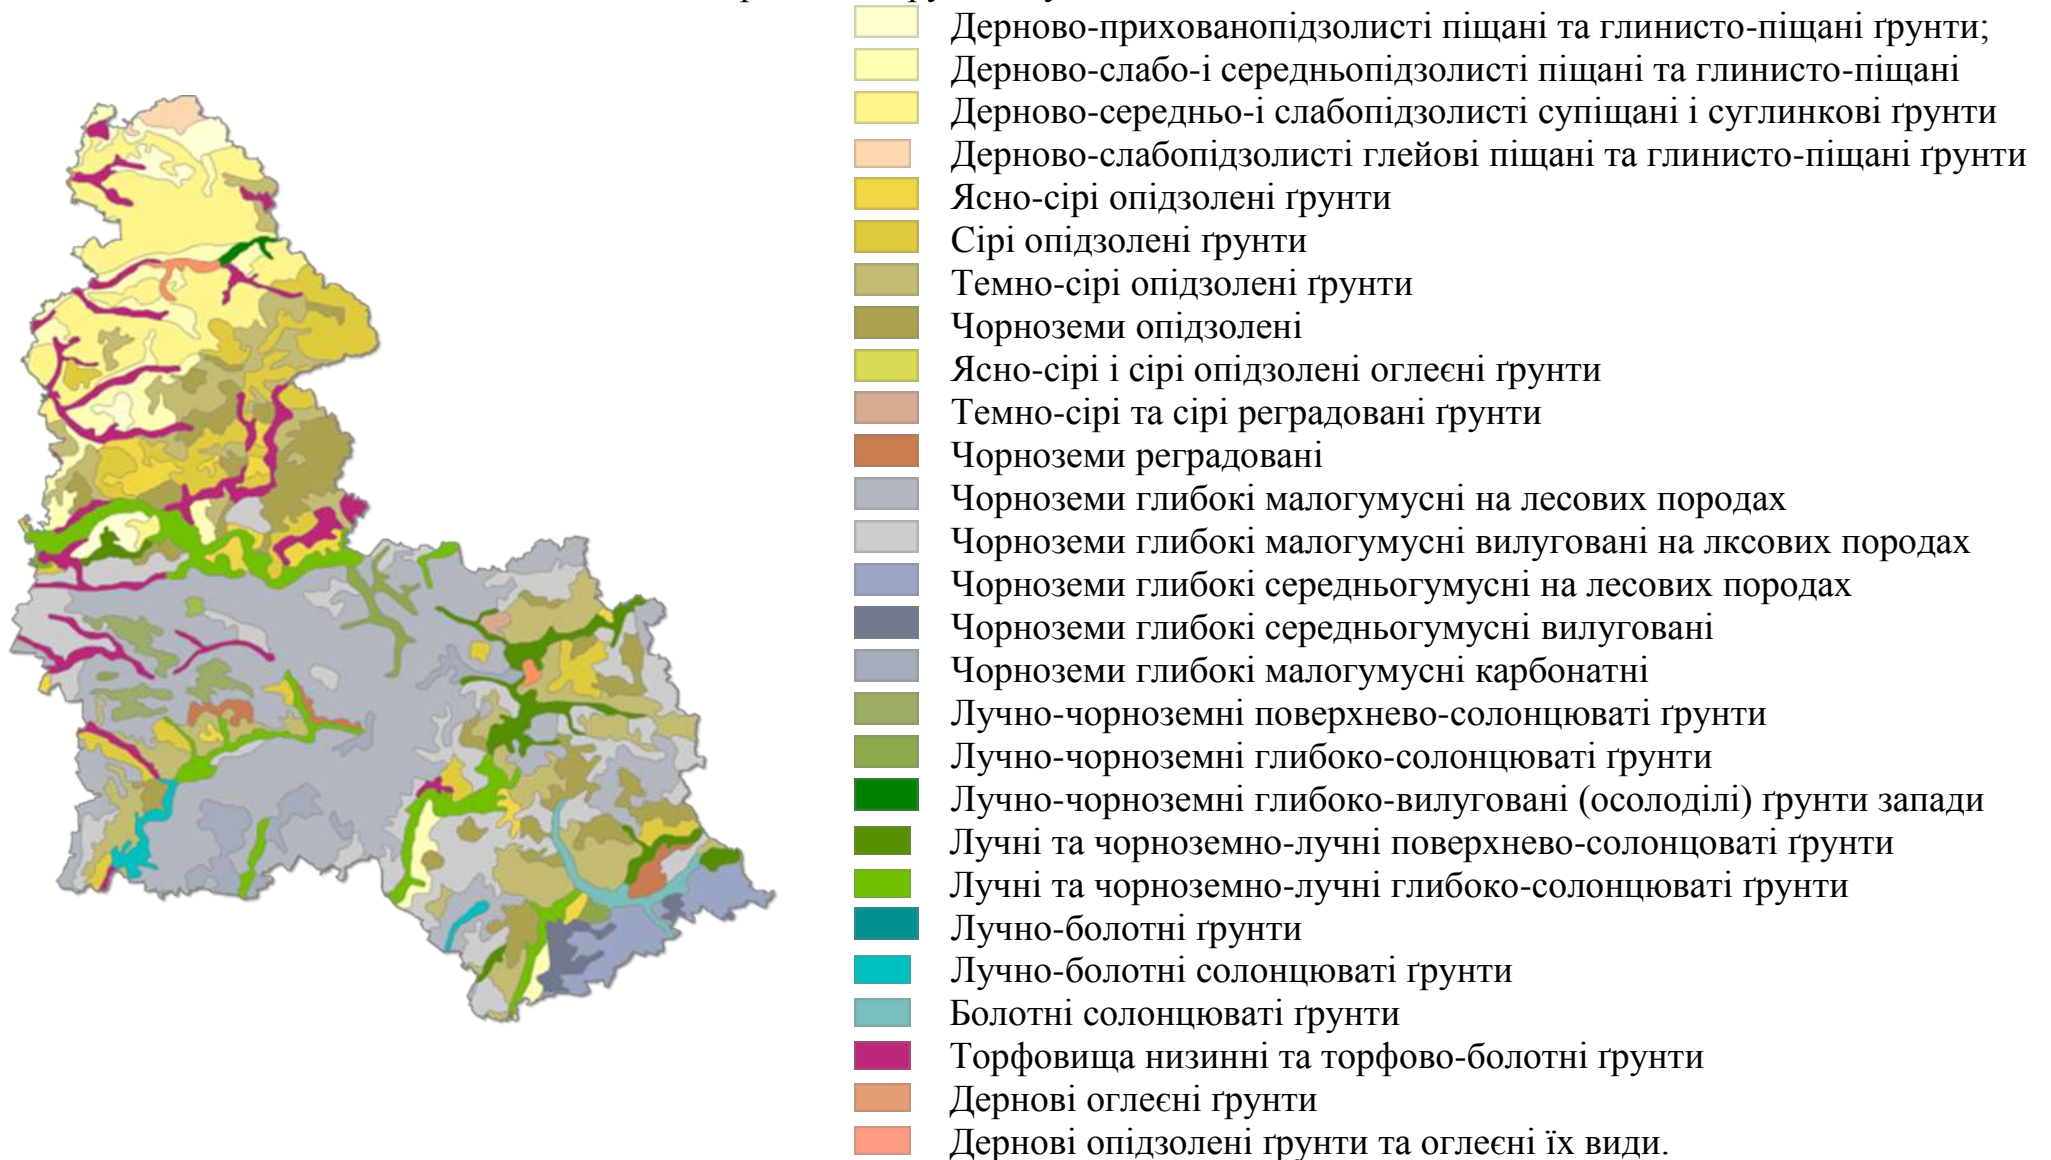 Дерново-прихованопідзолисті піщані та глинисто-піщані ґрунти;
Дерново-слабо-і середньопідзолисті піщані та глинисто-піщані
Дерново-середньо-і слабопідзолисті супіщані і суглинкові ґрунти
Дерново-слабопідзолисті глейові піщані та глинисто-піщані ґрунти
Ясно-сірі опідзолені ґрунти
Сірі опідзолені ґрунти
Темно-сірі опідзолені ґрунти
Чорноземи опідзолені
Ясно-сірі і сірі опідзолені оглеєні ґрунти
Темно-сірі та сірі реградовані ґрунти
Чорноземи реградовані
Чорноземи глибокі малогумусні на лесових породах
Чорноземи глибокі малогумусні вилуговані на лксових породах
Чорноземи глибокі середньогумусні на лесових породах
Чорноземи глибокі середньогумусні вилуговані
Чорноземи глибокі малогумусні карбонатні
Лучно-чорноземні поверхнево-солонцюваті ґрунти
Лучно-чорноземні глибоко-солонцюваті ґрунти
Лучно-чорноземні глибоко-вилуговані (осолоділі) ґрунти запади
Лучні та чорноземно-лучні поверхнево-солонцоваті ґрунти
Лучні та чорноземно-лучні глибоко-солонцюваті ґрунти
Лучно-болотні ґрунти
Лучно-болотні солонцюваті ґрунти
Болотні солонцюваті ґрунти
Торфовища низинні та торфово-болотні ґрунти
Дернові оглеєні ґрунти
Дернові опідзолені ґрунти та оглеєні їх види.